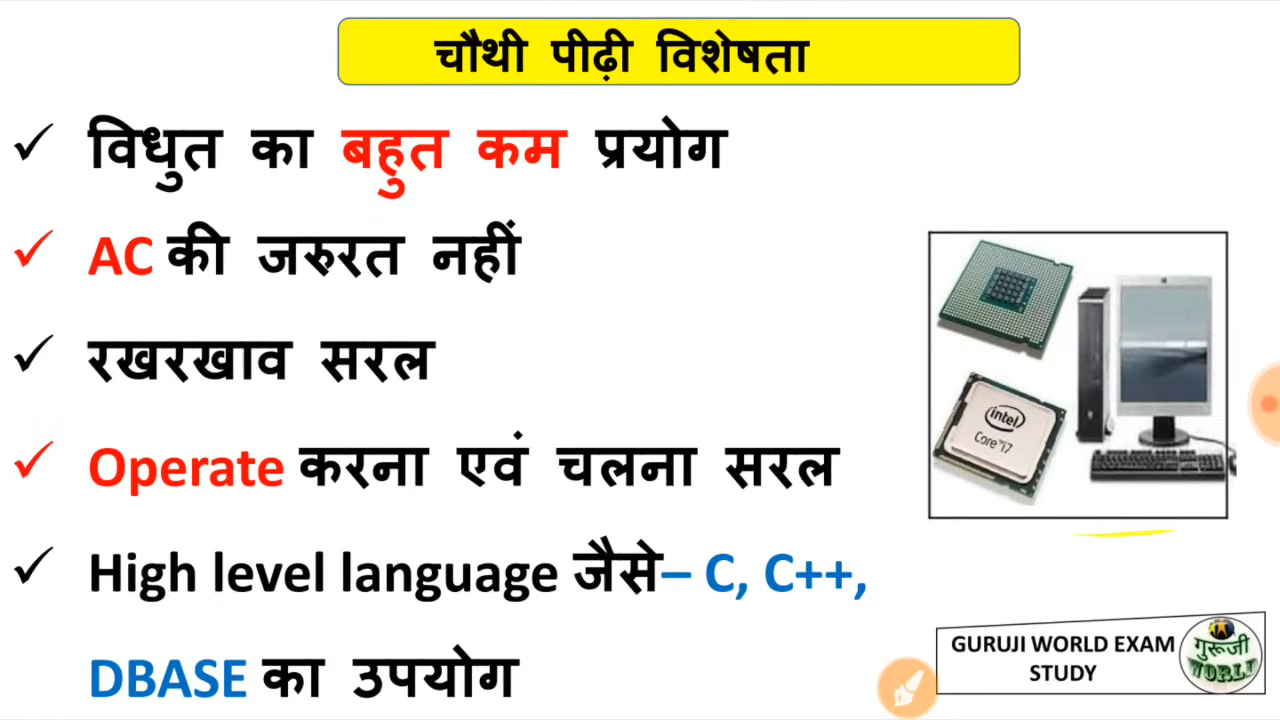 चौथी पीढ़ी विशेषता
विधुत का बहुत कम प्रयोग
AC की जरुरत नहीं
रखरखाव सरल
Operate करना एवं चलना सरल
High level language जैसे– C, C++,
DBASE का उपयोग
intel
Core i7
GURUJI WORLD EXAM
STUDY
गुरूजी
WORLD